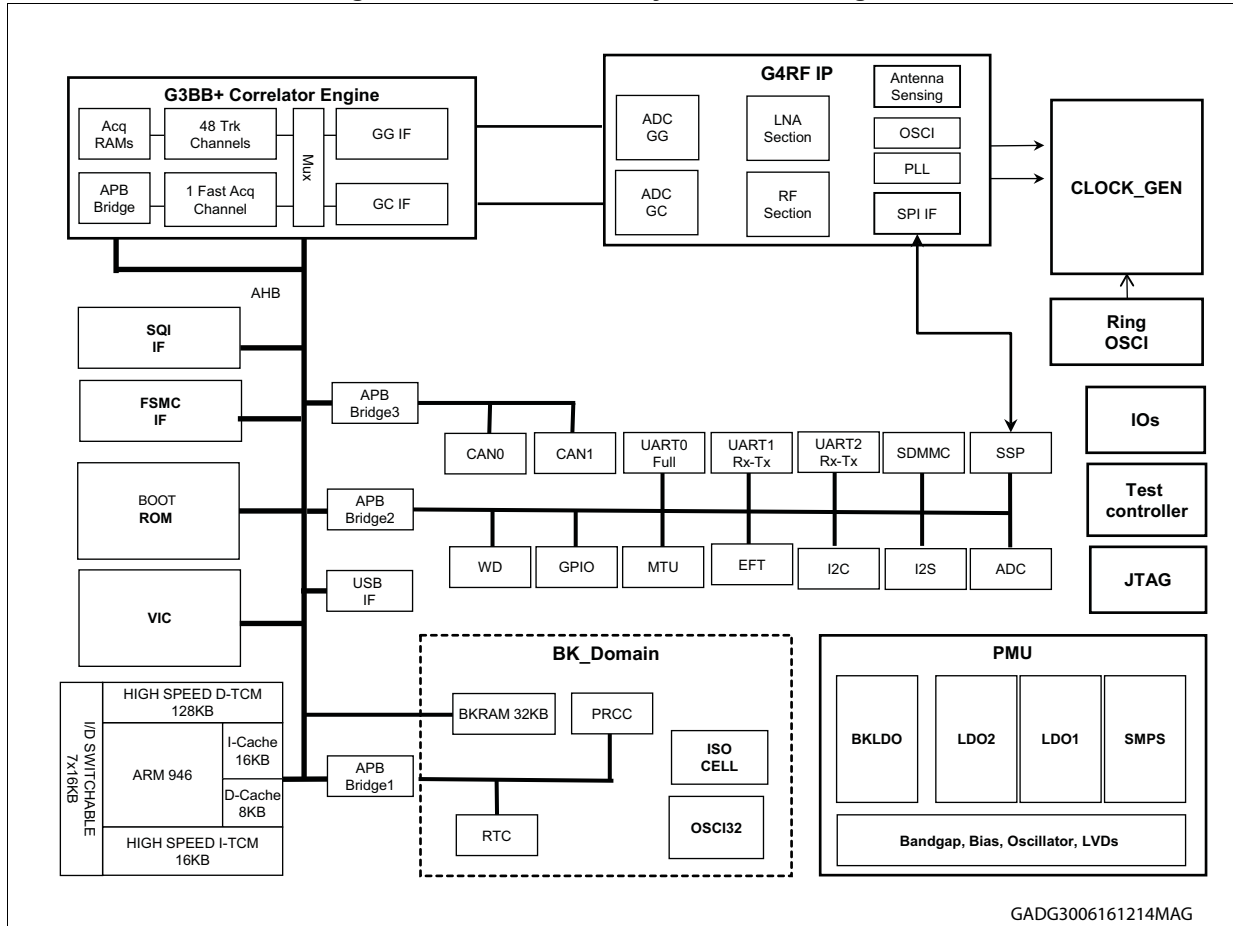 G3BB+ Correlator Engine
Acq
RAMs
48 Trk
Channels
Mux
GG IF
APB
Bridge
1 Fast Acq
Channel
GC IF
G4RF IP
ADC
GG
LNA
Section
Antenna
Sensing
OSCI
PLL
ADC
GC
RF
Section
SPI IF
CLOCK_GEN
Ring
OSCI
AHB
SQI
IF
FSMC
IF
BOOT
ROM
VIC
APB
Bridge3
CAN0
CAN1
UART0
Full
UART1
Rx-Tx
UART2
Rx-Tx
SDMMC
SSP
APB
Bridge2
WD
GPIO
MTU
EFT
I2C
I2S
ADC
USB
IF
IOs
Test
controller
JTAG
I/D SWITCHABLE
7x16KB
HIGH SPEED D-TCM
128KB
ARM 946
I-Cache
16KB
D-Cache
8KB
HIGH SPEED I-TCM
16KB
APB
Bridge1
BK_Domain
BKRAM 32KB
PRCC
ISO
CELL
RTC
OSCI32
PMU
BKLDO
LDO2
LDO1
SMPS
Bandgap, Bias, Oscillator, LVDs
GADG3006161214MAG